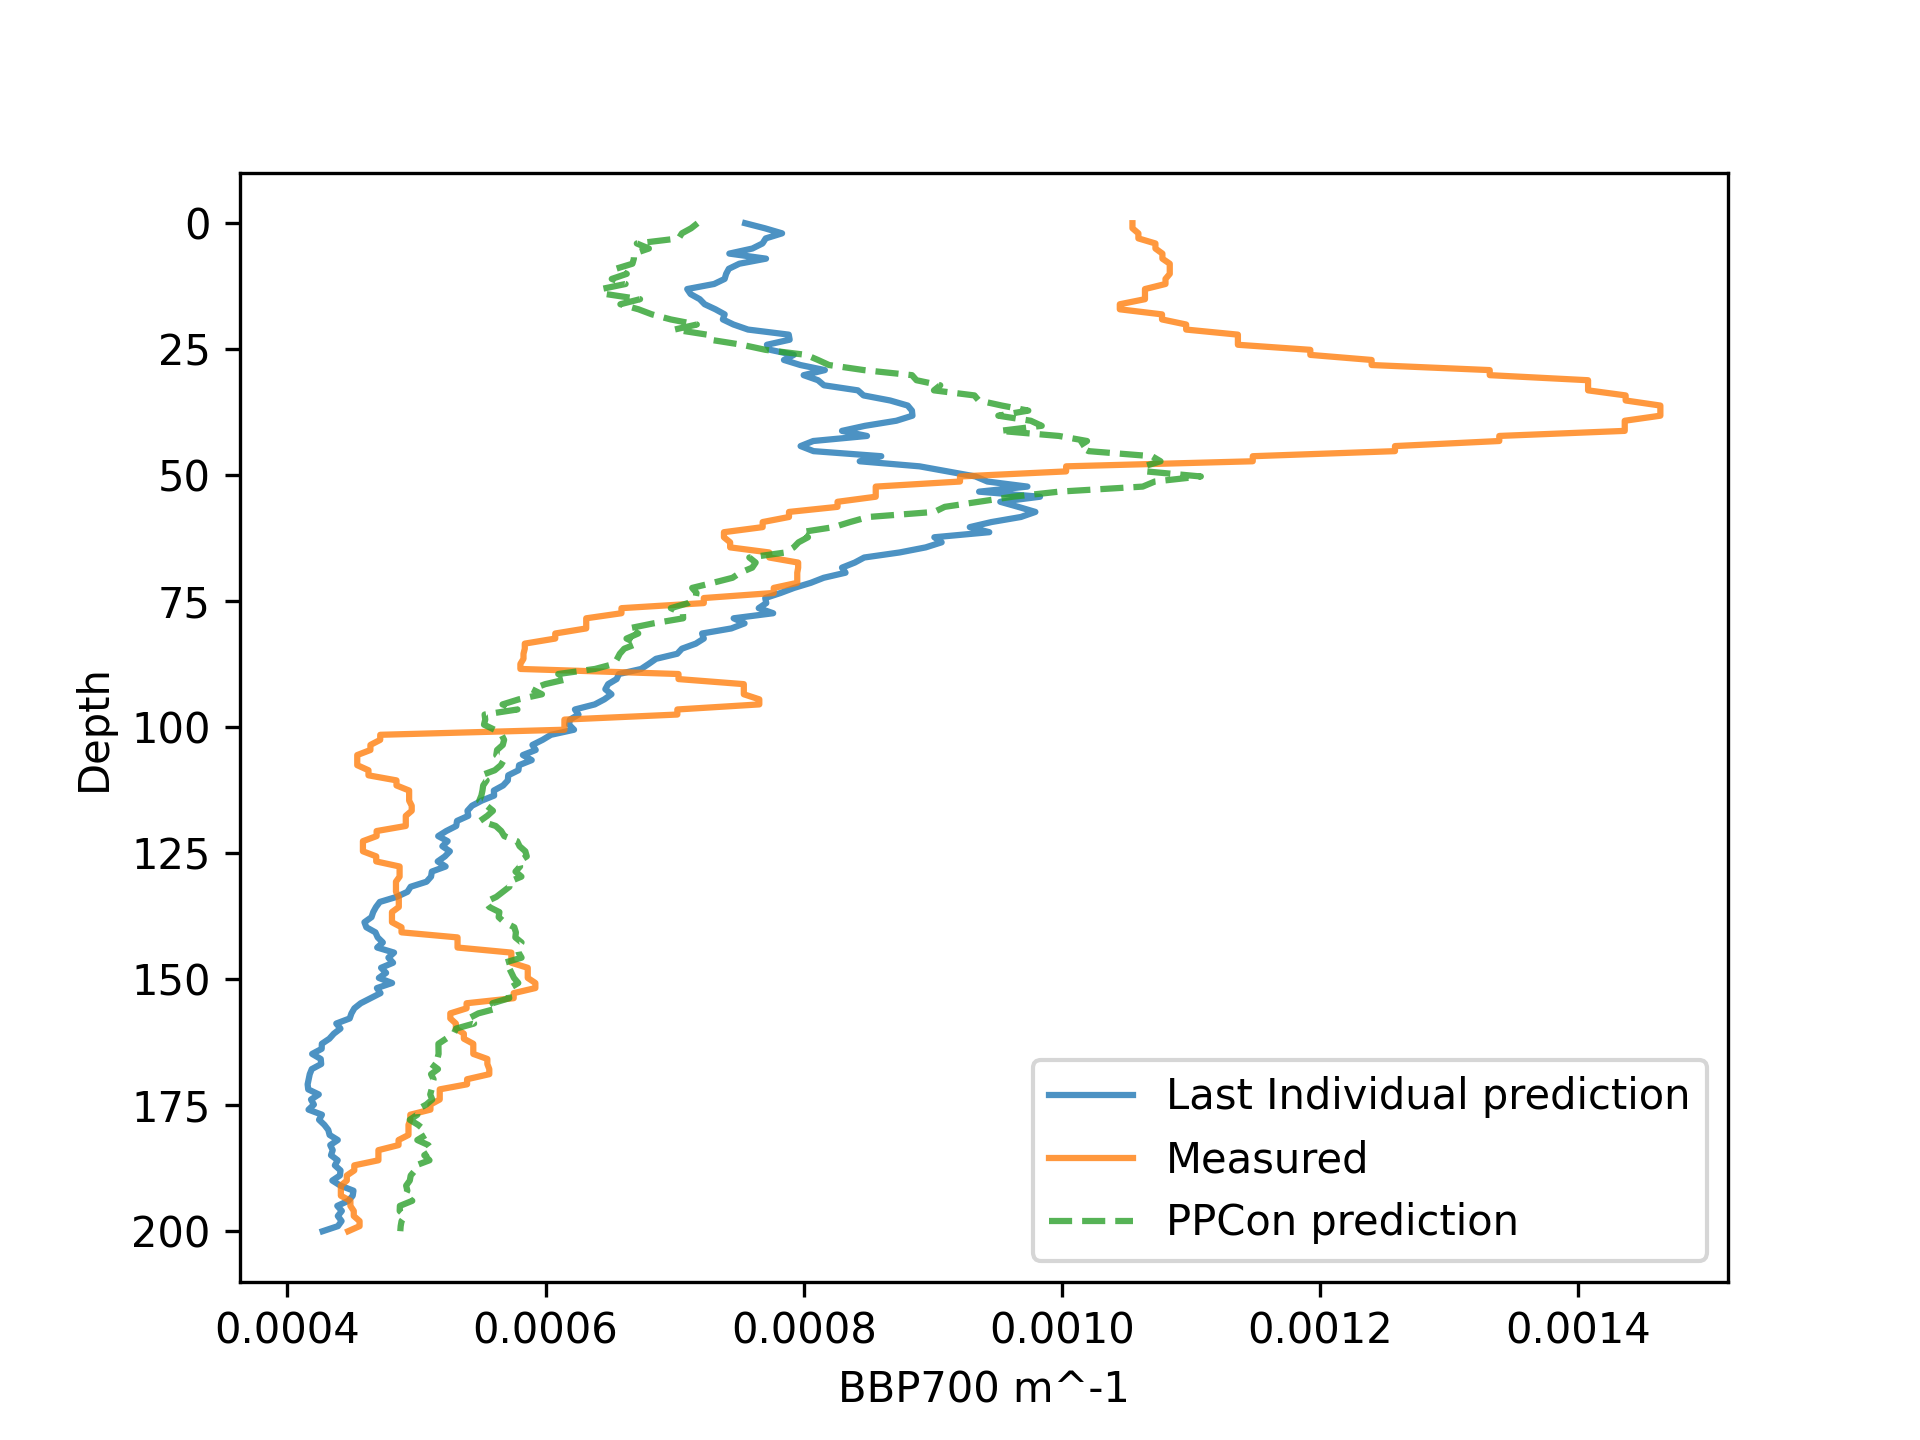 0
25
50
75
100
125
150
175
200
Depth
0.0004 0.0006 0.0008 0.0010 0.0012 0.0014
BBP700 m^-1
Last Individual prediction
Measured
PPCon prediction